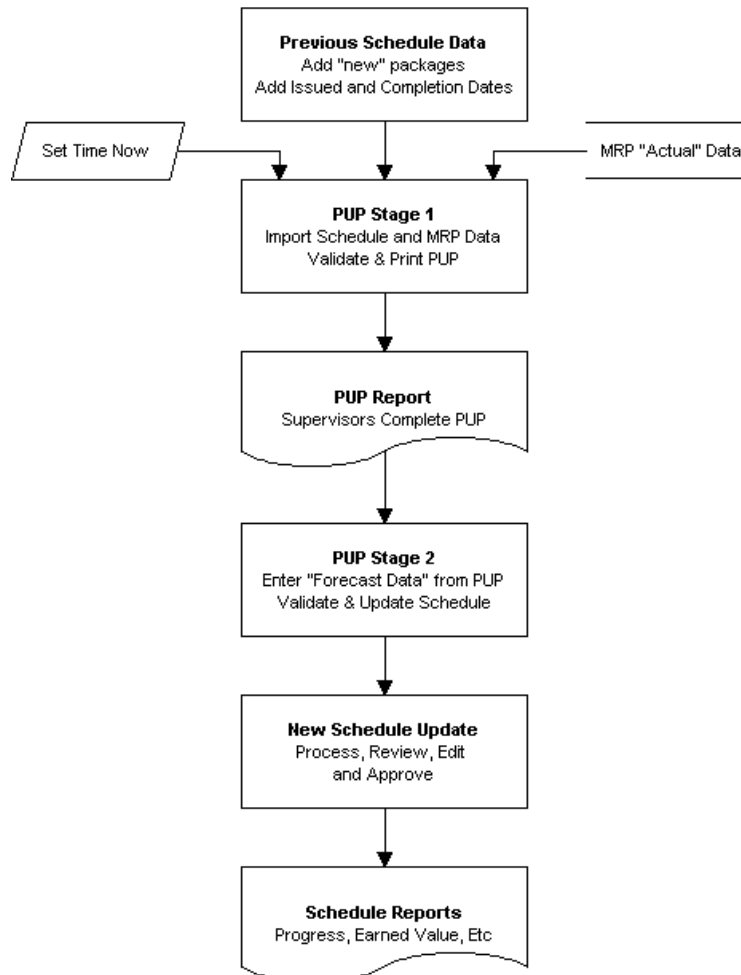 Previous Schedule Data
Add "new" packages
Add Issued and Completion Dates
Set Time Now
MRP "Actual" Data
PUP Stage 1
Import Schedule and MRP Data
Validate & Print PUP
PUP Report
Supervisors Complete PUP
PUP Stage 2
Enter "Forecast Data" from PUP
Validate & Update Schedule
New Schedule Update
Process, Review, Edit
and Approve
Schedule Reports
Progress, Earned Value, Etc